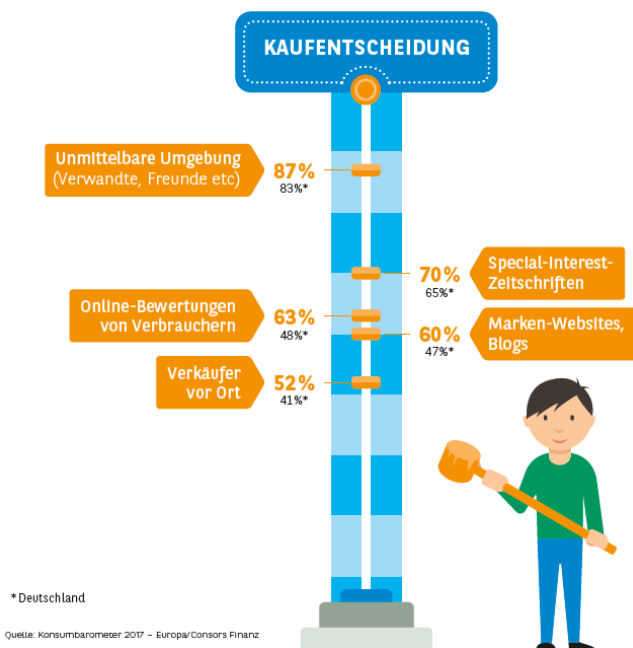 KAUFENTSCHEIDUNG
Unmittelbare Umgebung
(Verwandte, Freunde etc)
87%
83%*
70%
65%*
Special-Interest-
Zeitschriften
Online-Bewertungen
von Verbrauchern
63%
48%*
60%
47%*
Marken-Websites,
Blogs
Verkäufer
vor Ort
52%
41%*
*Deutschland
Quelle: Konsumbarometer 2017 – Europa/Consors Finanz